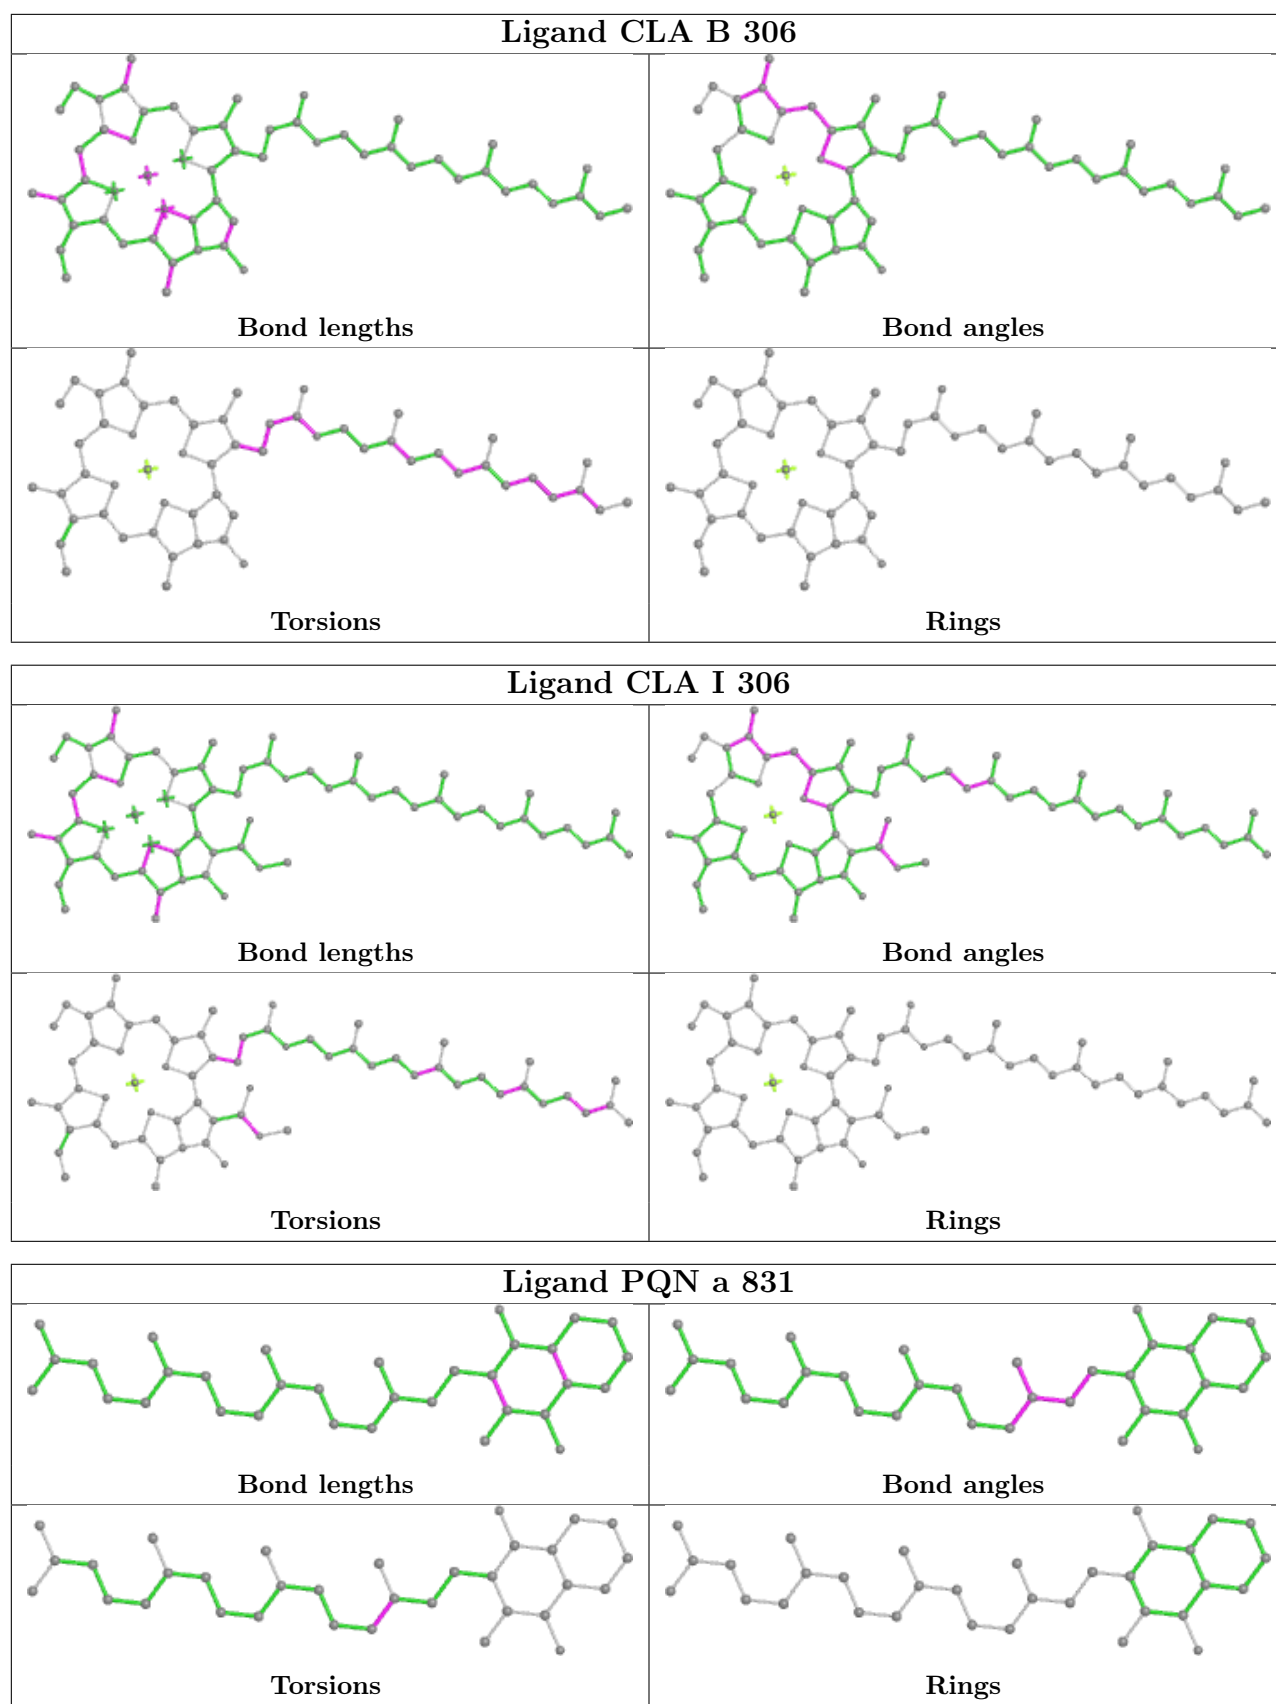 Ligand CLA B 306
Bond lengths
Bond angles
Torsions
Rings
Ligand CLA I 306
Bond lengths
Bond angles
Torsions
Rings
Ligand PQN a 831
Bond lengths
Bond angles
Torsions
Rings